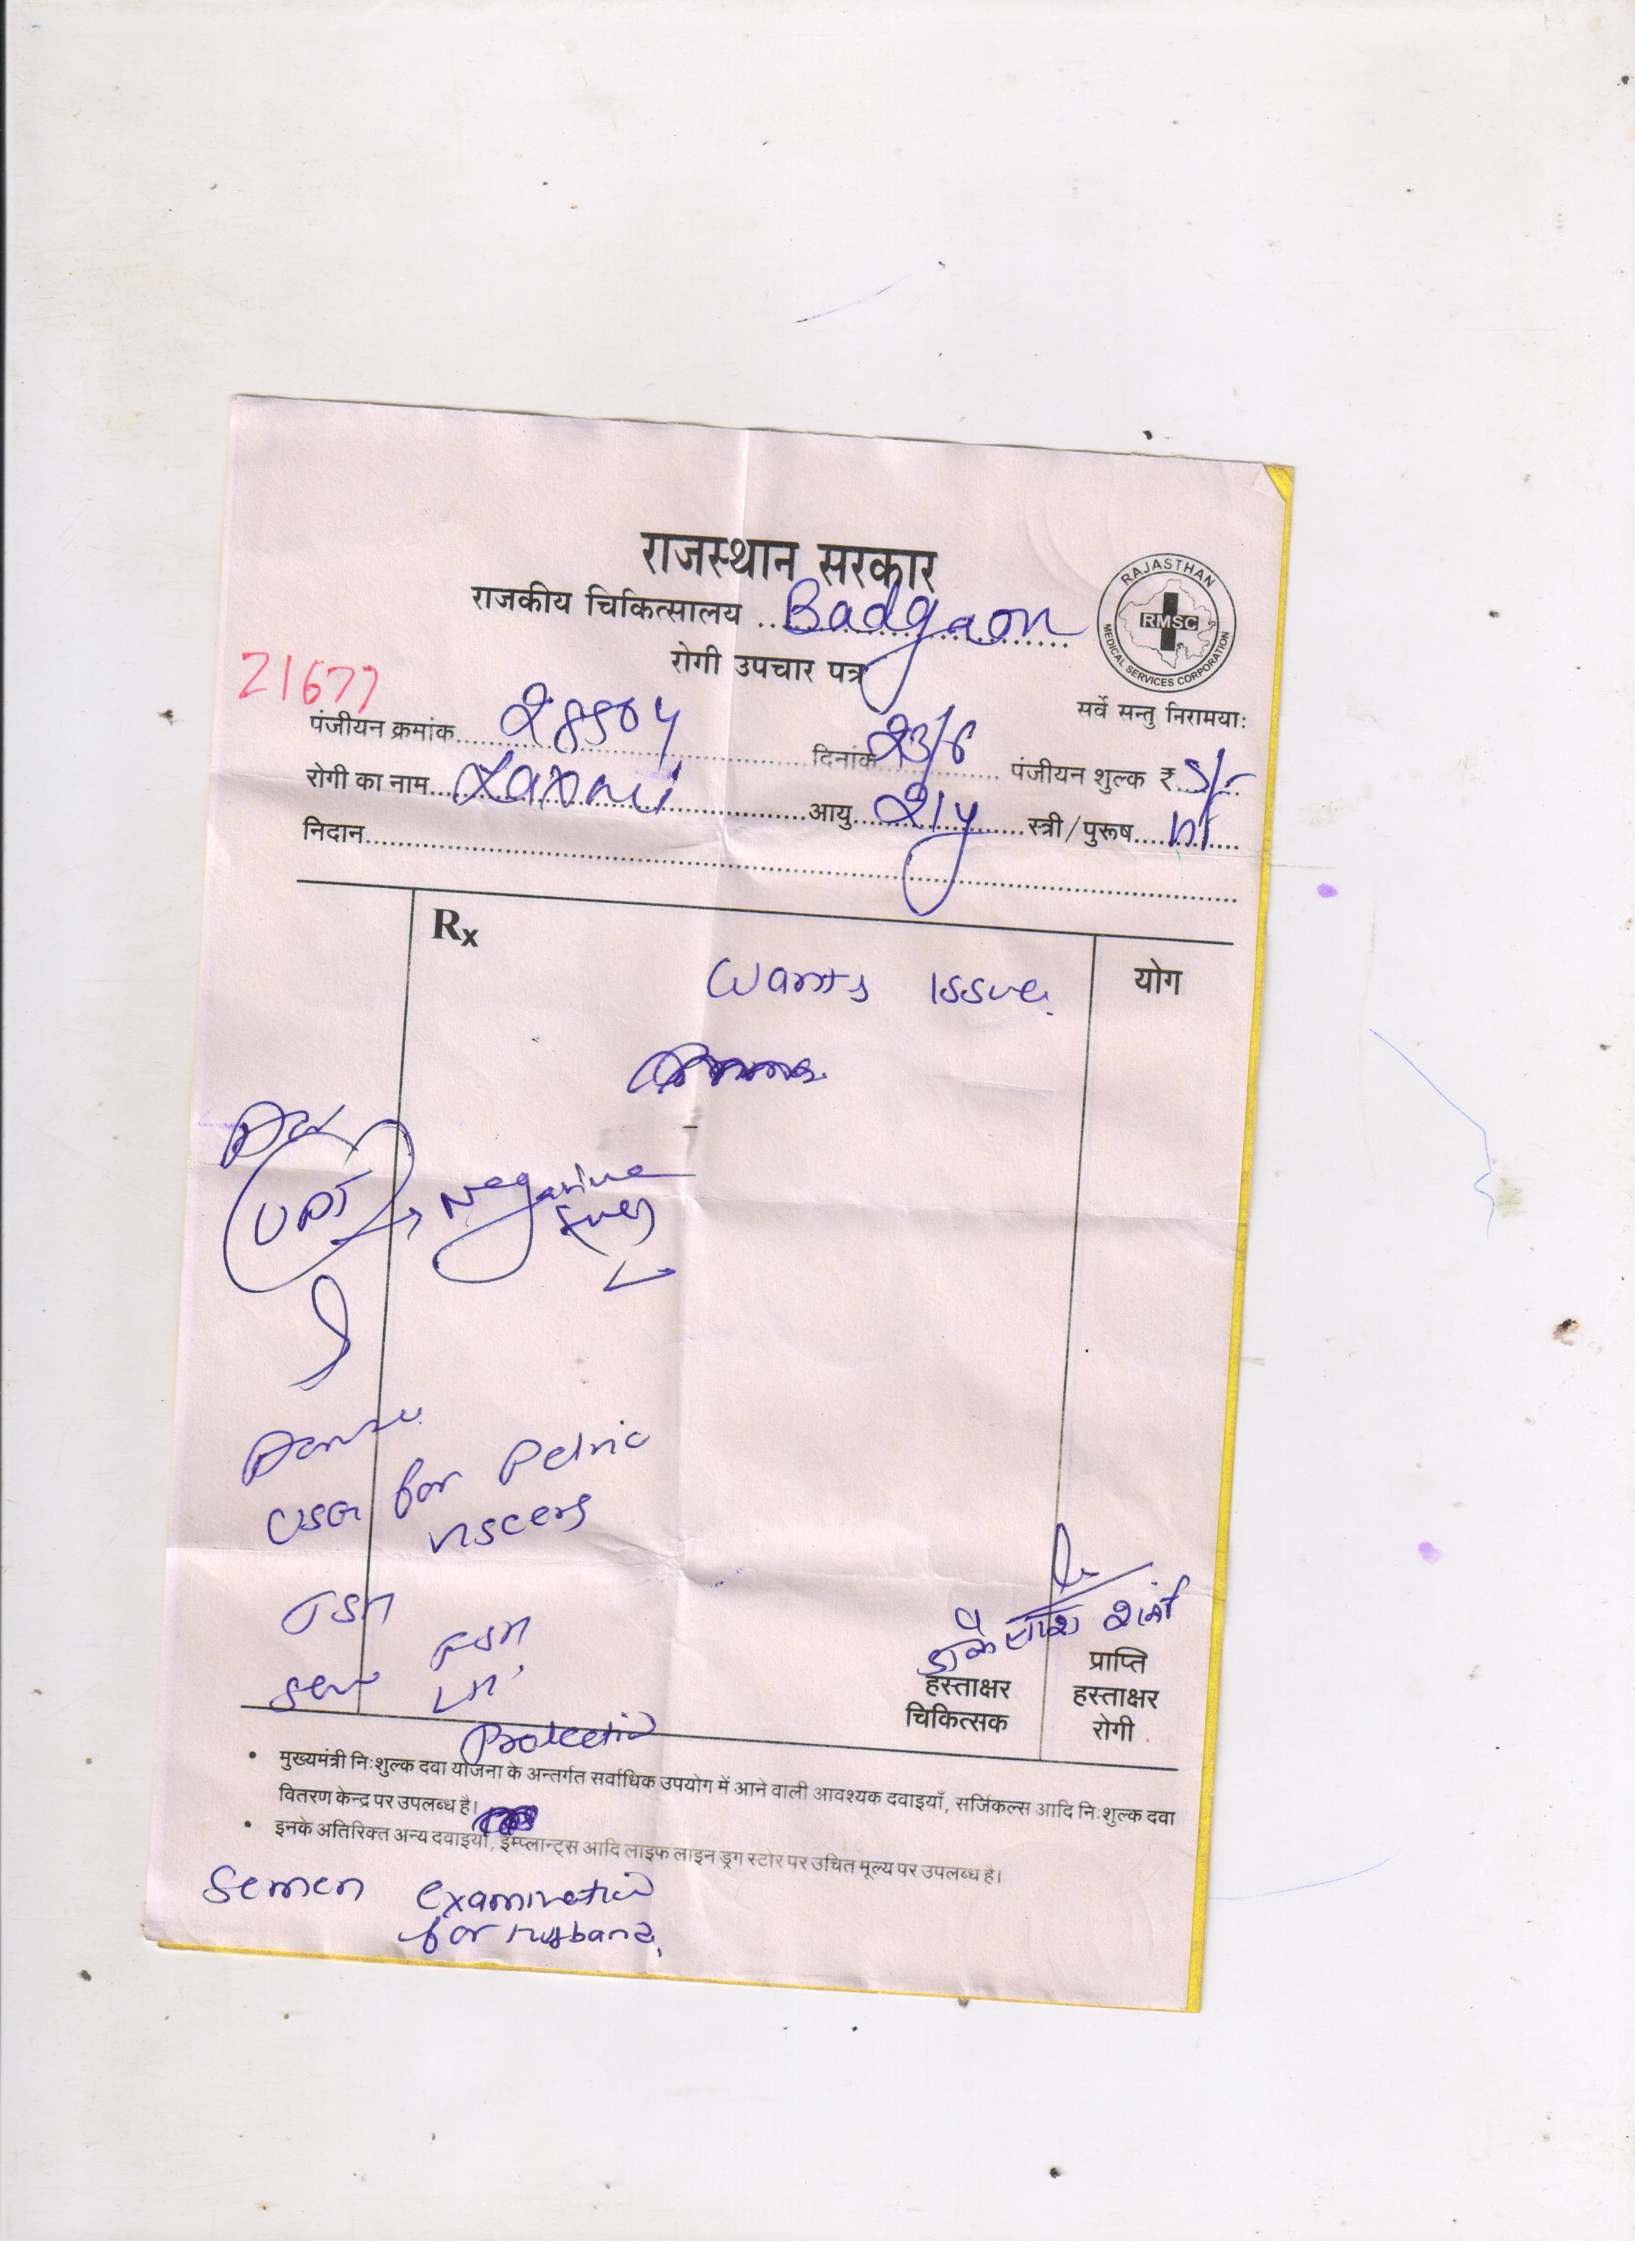 राजस्थान सरकार
राजकीय चिकित्सालय Badgaon
रोगी उपचार पत्र
RAJASTHAN
RMSC
MEDICAL SERVICES CORPORATION
सर्वे सन्तु निरामयाः
21677
पंजीयन क्रमांक 28504 दिनांक 23/6 पंजीयन शुल्क ₹ 5/-
रोगी का नाम Laxmi आयु 21y स्त्री/पुरूष
निदान
Rx
योग
Wants Issue.
Adv
UPT → Negative
USG for Pelvic
viscera
TSH
FSH
LH
Prolectin
हस्ताक्षर
चिकित्सक
प्राप्ति
हस्ताक्षर
रोगी
• मुख्यमंत्री निःशुल्क दवा योजना के अन्तर्गत सर्वाधिक उपयोग में आने वाली आवश्यक दवाइयाँ, सर्जिकल्स आदि निःशुल्क दवा
वितरण केन्द्र पर उपलब्ध है।
• इनके अतिरिक्त अन्य दवाइयाँ, इम्प्लान्ट्स आदि लाइफ लाइन ड्रग स्टोर पर उचित मूल्य पर उपलब्ध है।
Semen examination
for Husband.